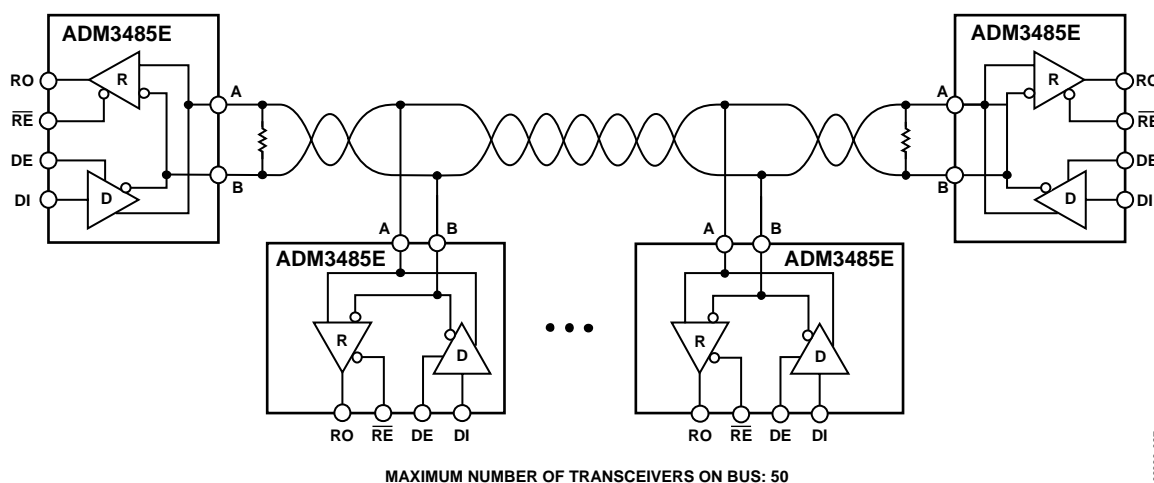 ADM3485E
RO
R
RE
DE
DI
D
A
B
ADM3485E
A
B
R
D
RO
RE
DE
DI
A
B
ADM3485E
R
D
RO
RE
DE
DI
A
B
ADM3485E
R
D
RO
RE
DE
DI
MAXIMUM NUMBER OF TRANSCEIVERS ON BUS: 50